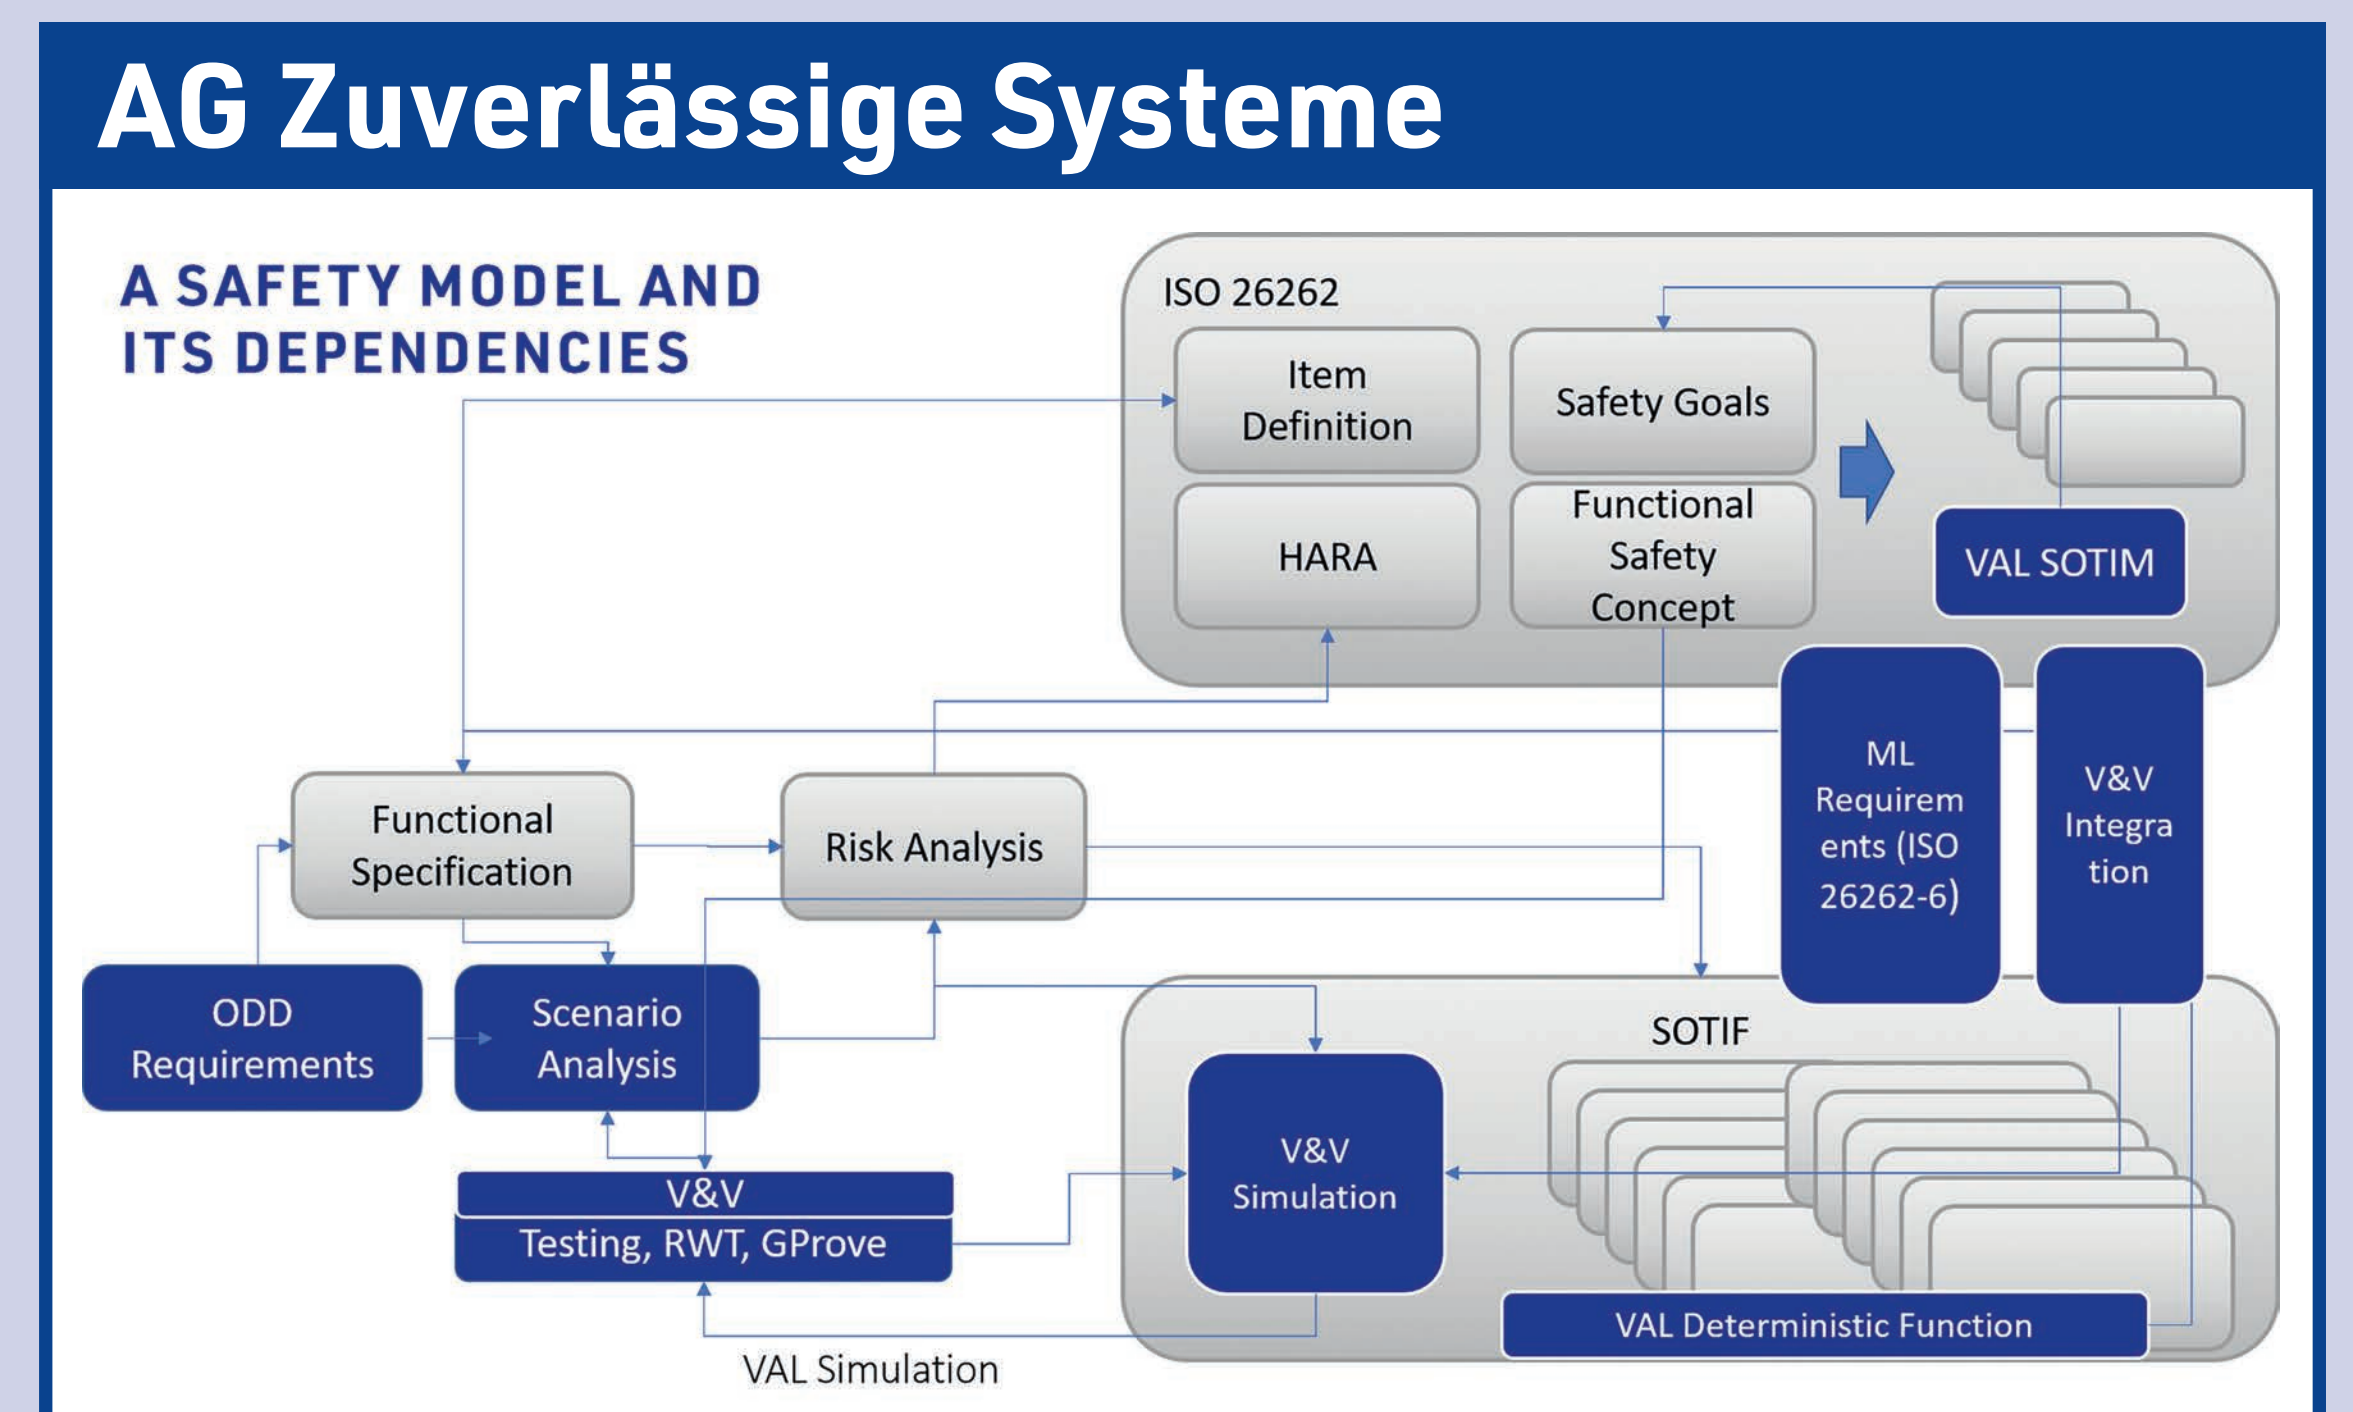 AG Zuverlässige Systeme
A SAFETY MODEL AND
ITS DEPENDENCIES
ISO 26262
Item
Definition
Safety Goals
HARA
Functional
Safety
Concept
VAL SOTIM
ML
Requirem
ents (ISO
26262-6)
V&V
Integra
tion
Functional
Specification
Risk Analysis
ODD
Requirements
Scenario
Analysis
SOTIF
V&V
Simulation
V&V
Testing, RWT, GProve
VAL Deterministic Function
VAL Simulation